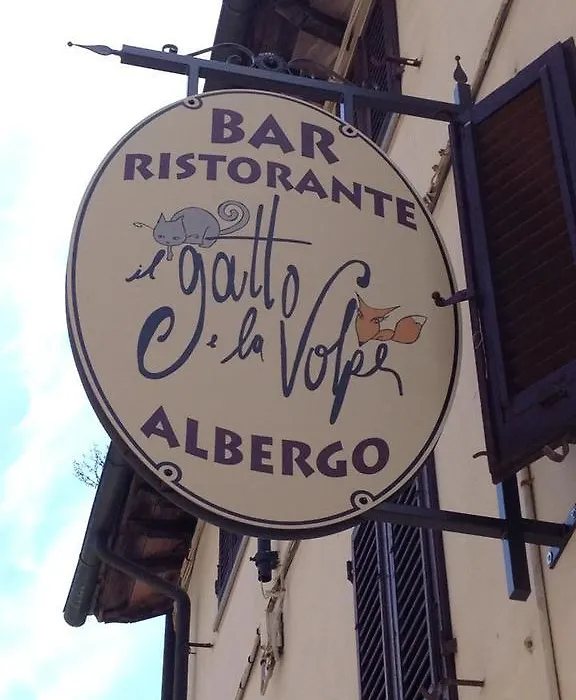 BAR
RISTORANTE
il gatto
e la Volpe
ALBERGO